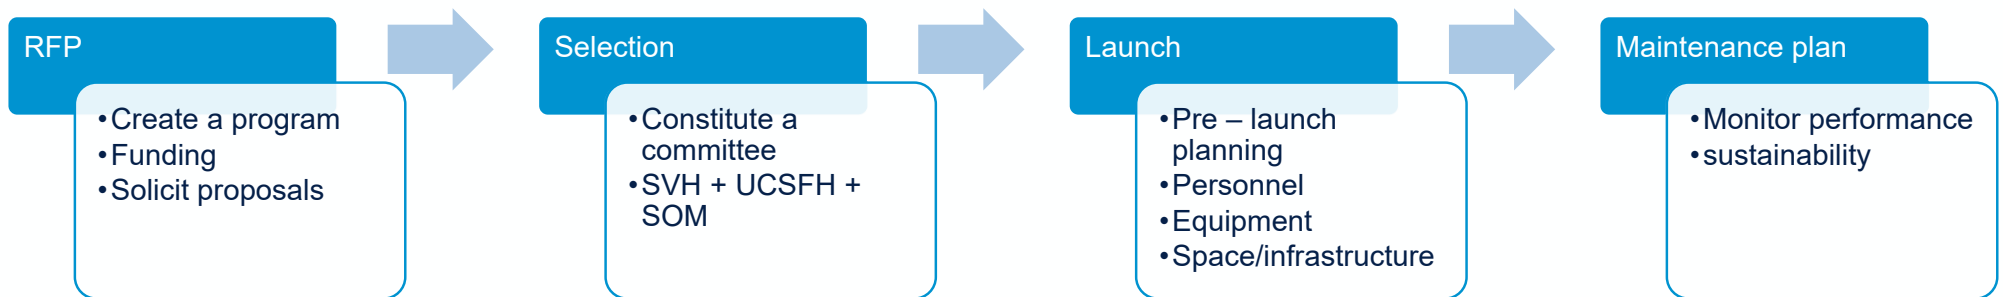 RFP
•Create a program
•Funding
•Solicit proposals
Selection
•Constitute a
committee
•SVH + UCSFH +
SOM
Launch
•Pre – launch
planning
•Personnel
•Equipment
•Space/infrastructure
Maintenance plan
•Monitor performance
•sustainability